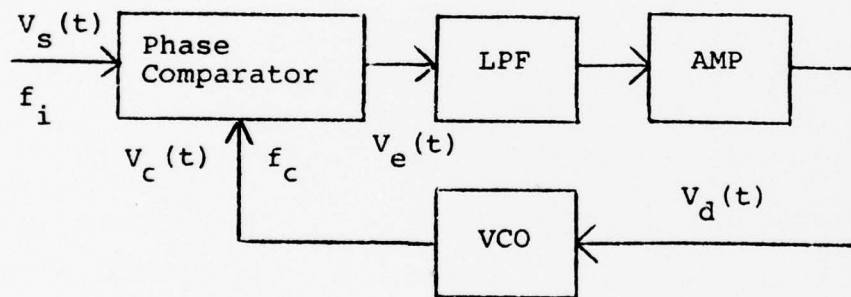 V_s(t)
f_i
Phase
Comparator
LPF
AMP
V_c(t)
f_c
V_e(t)
VCO
V_d(t)